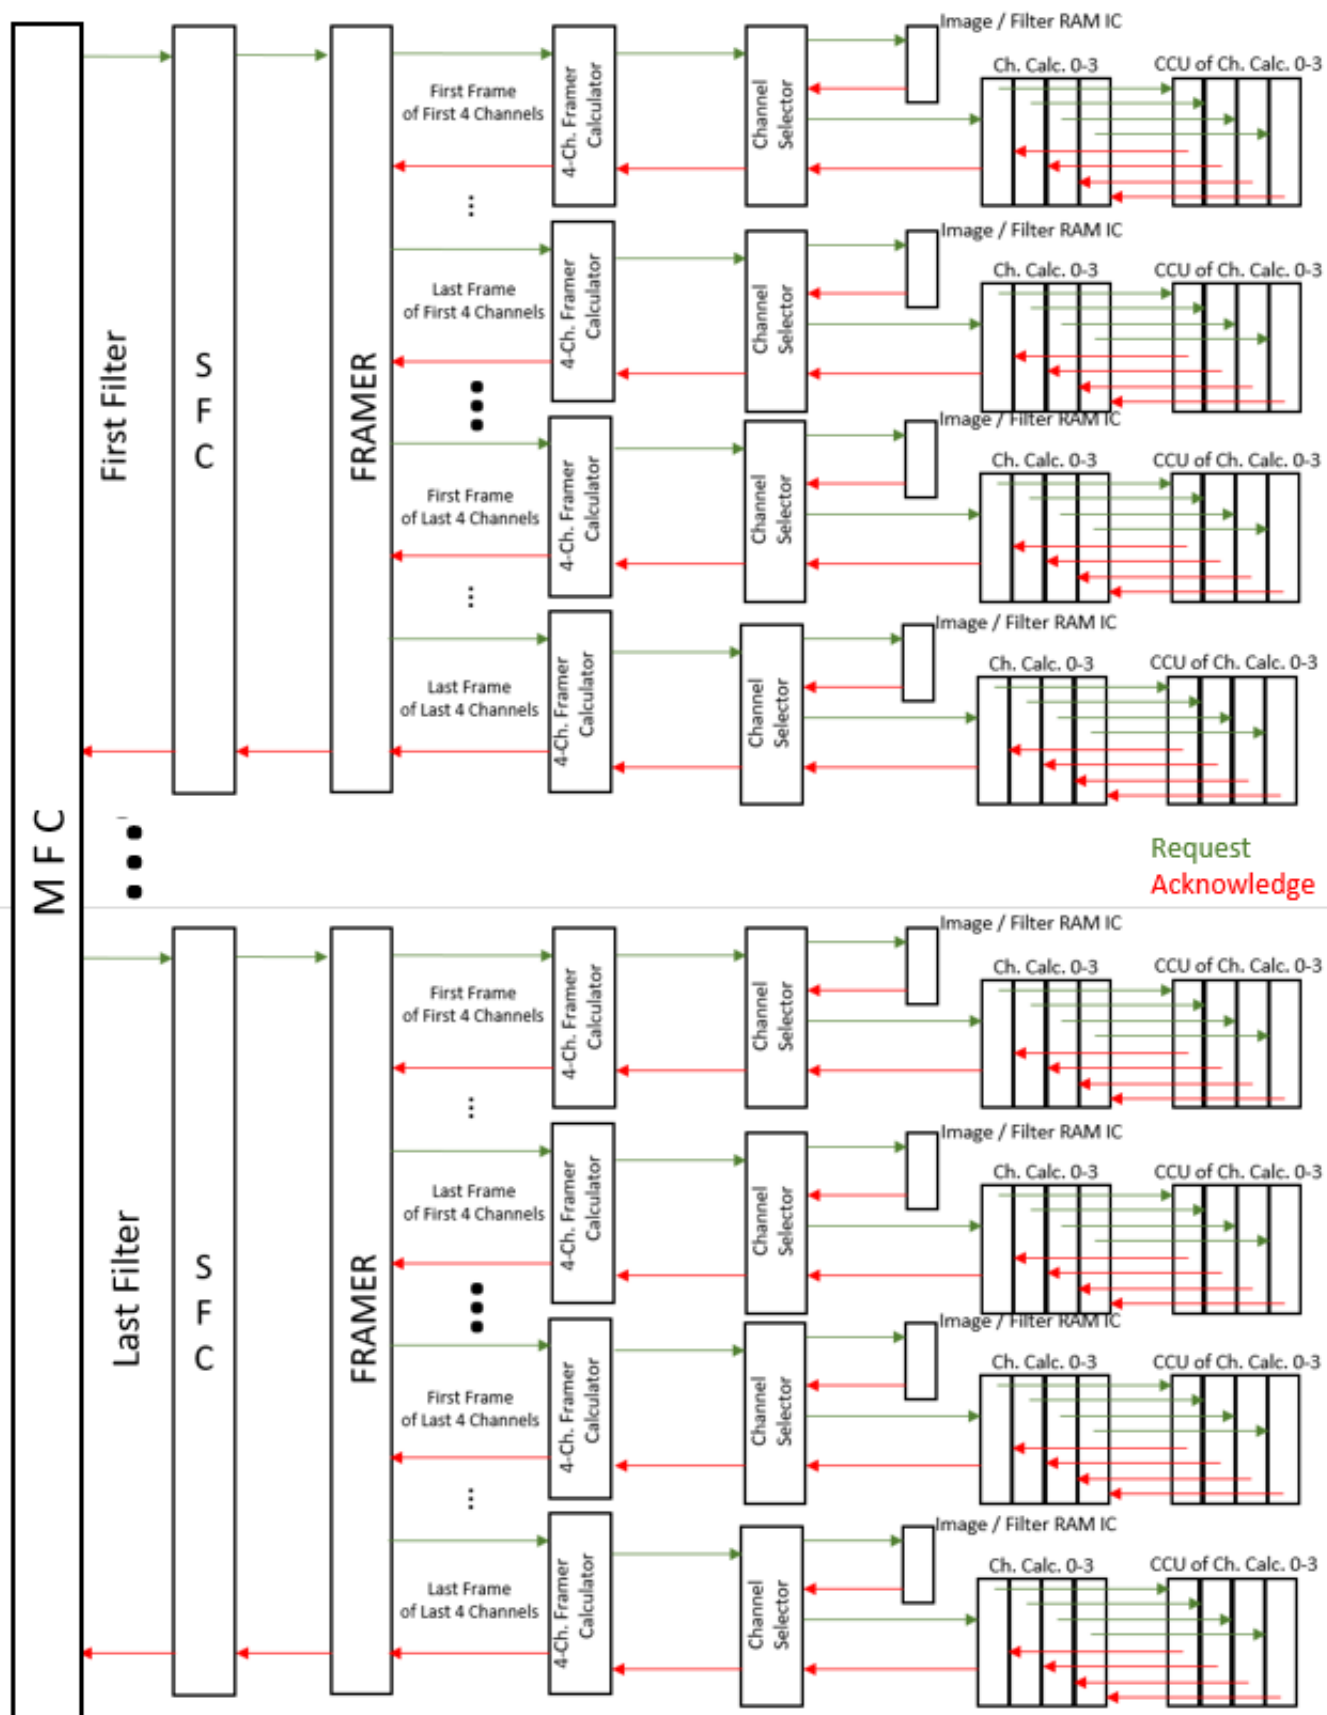 M F C
First Filter
S
F
C
FRAMER
First Frame
of First 4 Channels
...
4-Ch. Framer
Calculator
Channel
Selector
Image / Filter RAM IC
Ch. Calc. 0-3
CCU of Ch. Calc. 0-3
Last Frame
of First 4 Channels
4-Ch. Framer
Calculator
Channel
Selector
Image / Filter RAM IC
Ch. Calc. 0-3
CCU of Ch. Calc. 0-3
First Frame
of Last 4 Channels
...
4-Ch. Framer
Calculator
Channel
Selector
Image / Filter RAM IC
Ch. Calc. 0-3
CCU of Ch. Calc. 0-3
Last Frame
of Last 4 Channels
4-Ch. Framer
Calculator
Channel
Selector
Image / Filter RAM IC
Ch. Calc. 0-3
CCU of Ch. Calc. 0-3
Request
Acknowledge
Last Filter
S
F
C
FRAMER
First Frame
of First 4 Channels
...
4-Ch. Framer
Calculator
Channel
Selector
Image / Filter RAM IC
Ch. Calc. 0-3
CCU of Ch. Calc. 0-3
Last Frame
of First 4 Channels
4-Ch. Framer
Calculator
Channel
Selector
Image / Filter RAM IC
Ch. Calc. 0-3
CCU of Ch. Calc. 0-3
First Frame
of Last 4 Channels
...
4-Ch. Framer
Calculator
Channel
Selector
Image / Filter RAM IC
Ch. Calc. 0-3
CCU of Ch. Calc. 0-3
Last Frame
of Last 4 Channels
4-Ch. Framer
Calculator
Channel
Selector
Image / Filter RAM IC
Ch. Calc. 0-3
CCU of Ch. Calc. 0-3